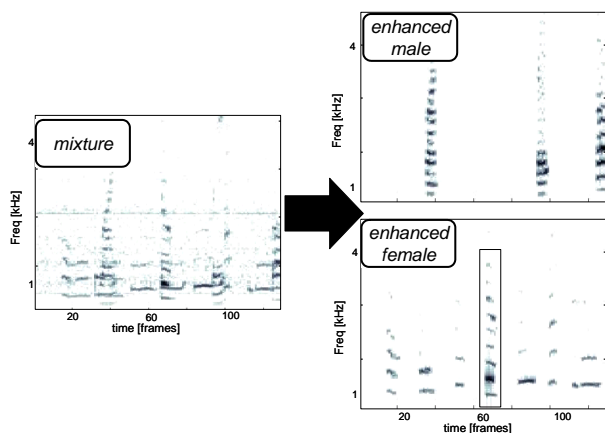 mixture
4
1
Freq [kHz]
20
60
100
time [frames]
enhanced
male
4
1
Freq [kHz]
enhanced
female
4
1
Freq [kHz]
20
60
100
time [frames]